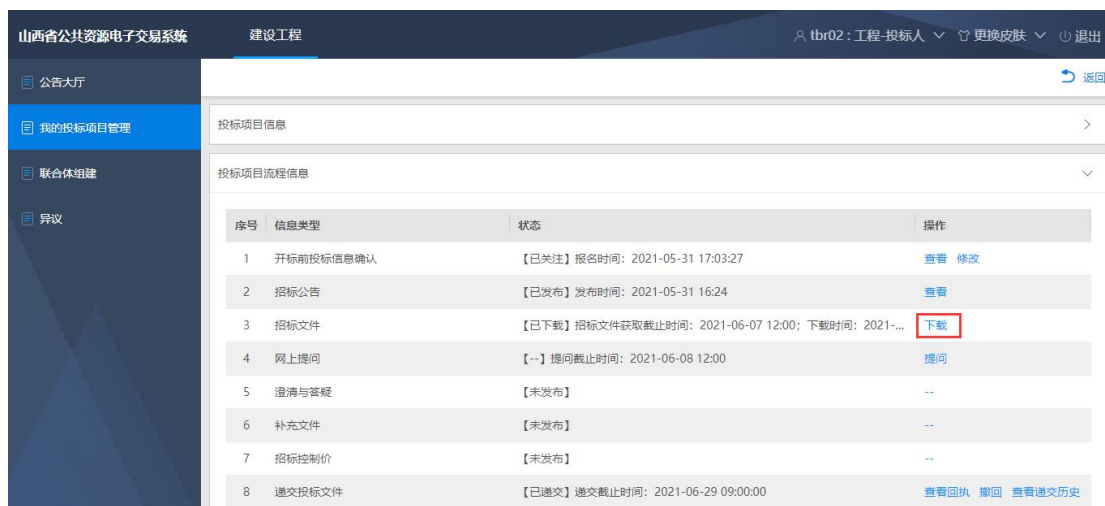 山西省公共资源电子交易系统 建设工程 tbr02 : 工程-投标人 更换皮肤 退出
公告大厅 返回
我的投标项目管理 投标项目信息
联合体组建 投标项目流程信息
异议
序号 信息类型 状态 操作
1 开标前投标信息确认 【已关注】报名时间：2021-05-31 17:03:27 查看 修改
2 招标公告 【已发布】发布时间：2021-05-31 16:24 查看
3 招标文件 【已下载】招标文件获取截止时间：2021-06-07 12:00；下载时间：2021-... 下载
4 网上提问 【--】提问截止时间：2021-06-08 12:00 提问
5 澄清与答疑 【未发布】 --
6 补充文件 【未发布】 --
7 招标控制价 【未发布】 --
8 递交投标文件 【已递交】递交截止时间：2021-06-29 09:00:00 查看回执 撤回 查看递交历史